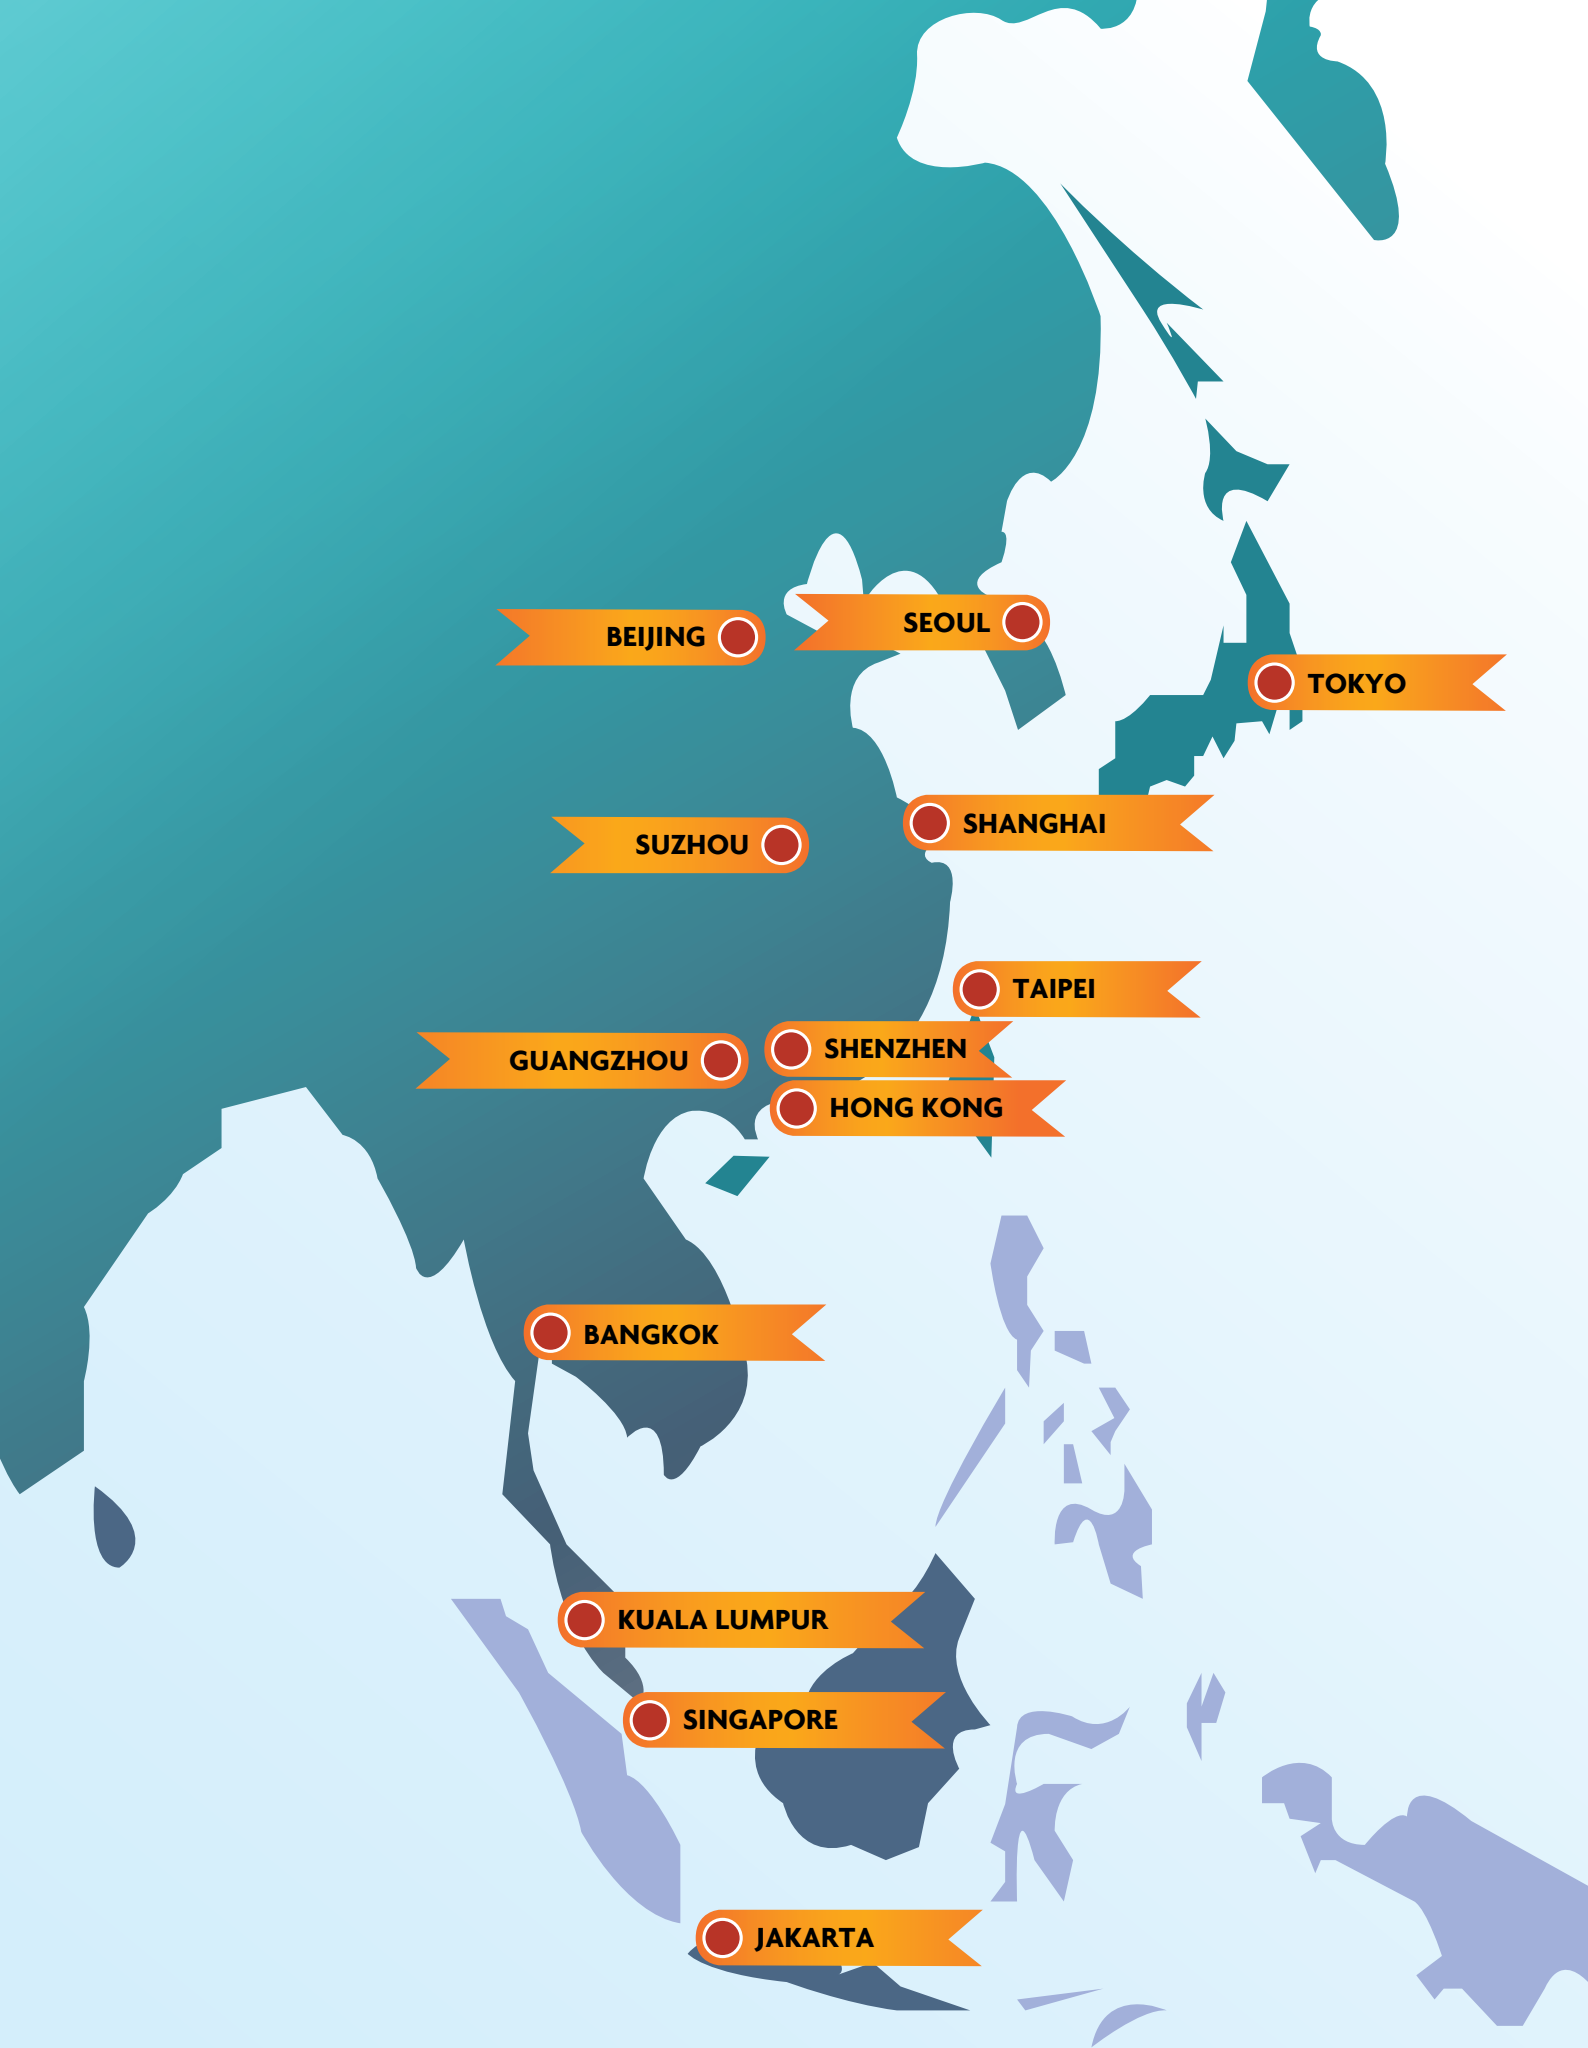 BEIJING
SEOUL
TOKYO
SUZHOU
SHANGHAI
TAIPEI
GUANGZHOU
SHENZHEN
HONG KONG
BANGKOK
KUALA LUMPUR
SINGAPORE
JAKARTA